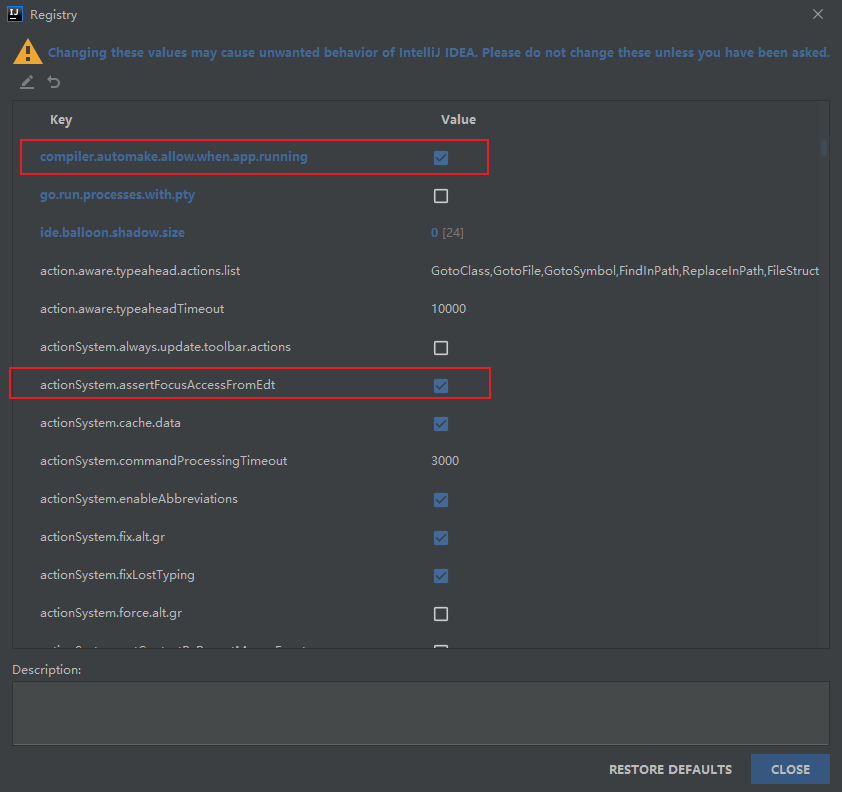 IJ Registry
Changing these values may cause unwanted behavior of IntelliJ IDEA. Please do not change these unless you have been asked.
Key Value
compiler.automake.allow.when.app.running
go.run.processes.with.pty
ide.balloon.shadow.size 0 [24]
action.aware.typeahead.actions.list GotoClass,GotoFile,GotoSymbol,FindInPath,ReplaceInPath,FileStruct
action.aware.typeaheadTimeout 10000
actionSystem.always.update.toolbar.actions
actionSystem.assertFocusAccessFromEdt
actionSystem.cache.data
actionSystem.commandProcessingTimeout 3000
actionSystem.enableAbbreviations
actionSystem.fix.alt.gr
actionSystem.fixLostTyping
actionSystem.force.alt.gr
Description:
RESTORE DEFAULTS CLOSE